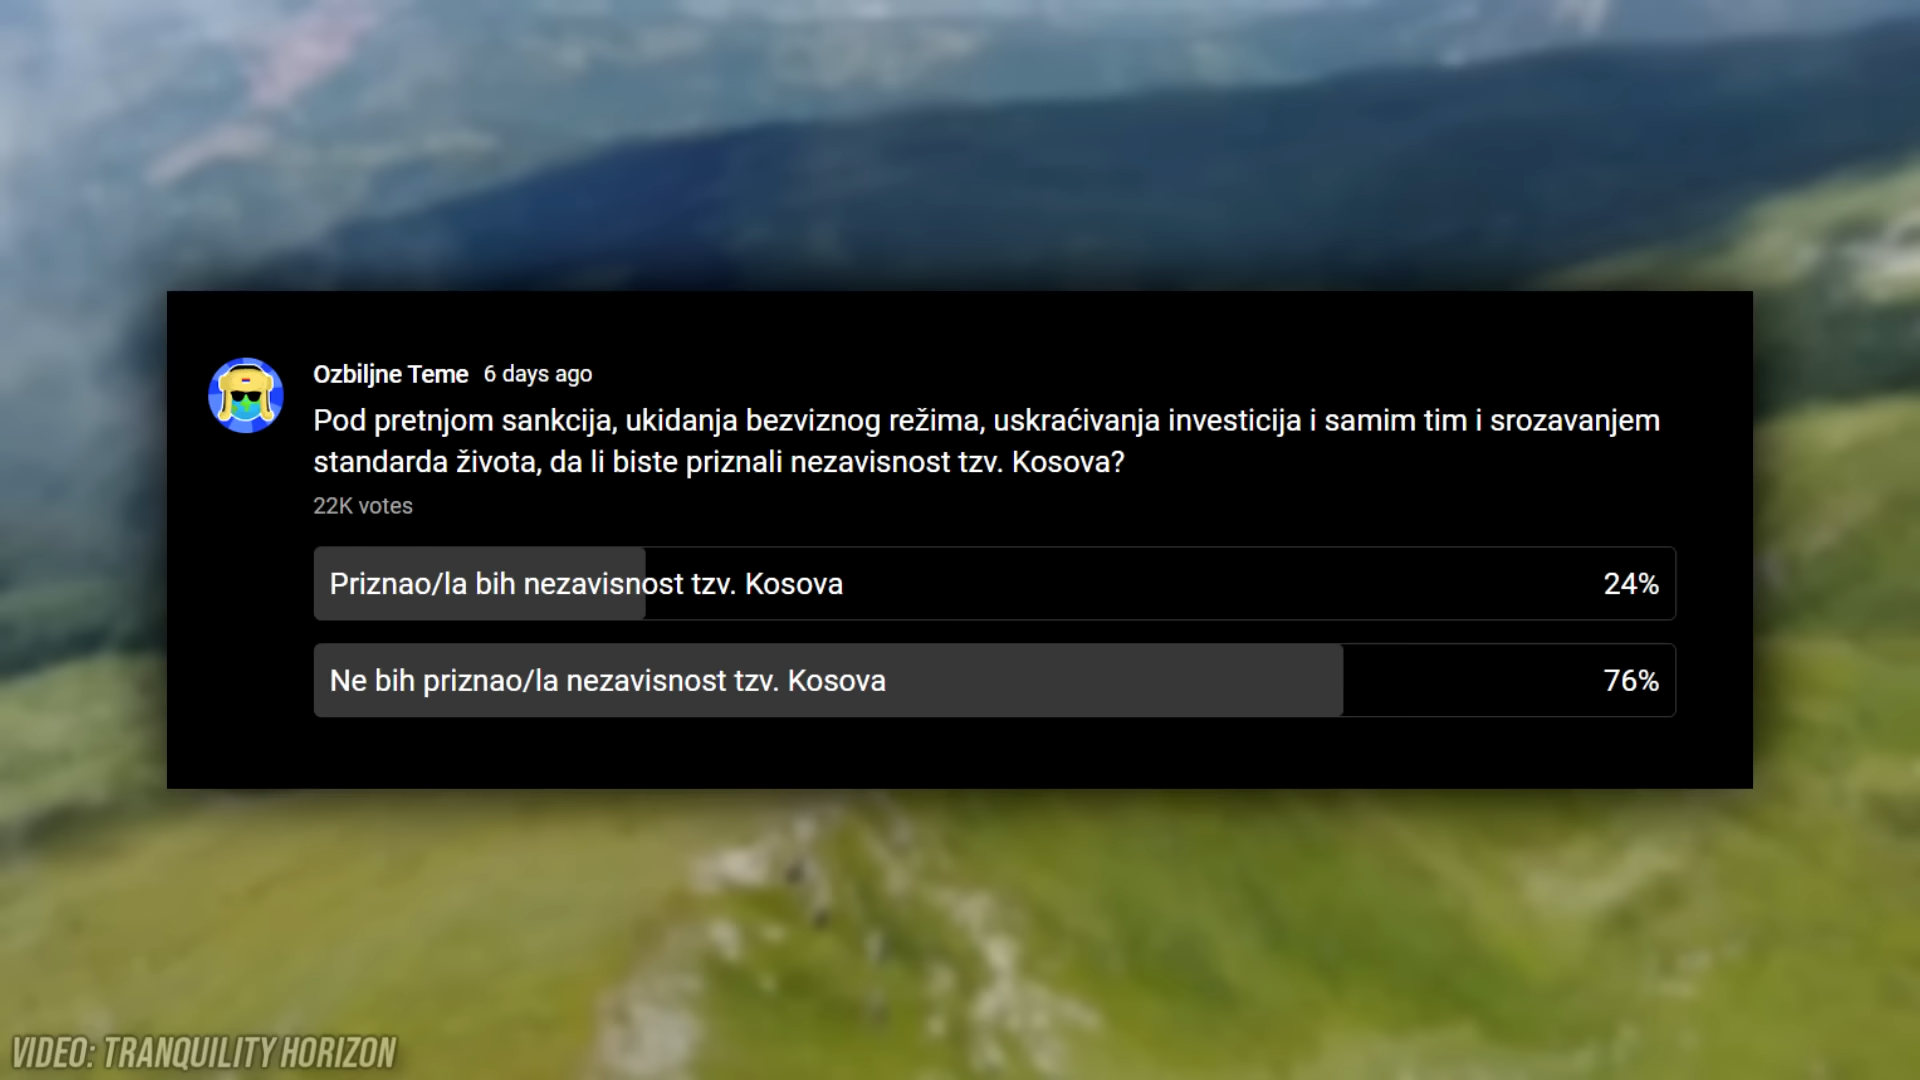 Ozbiljne Teme 6 days ago
Pod pretnjom sankcija, ukidanja bezviznog režima, uskraćivanja investicija i samim tim i srozavanjem
standarda života, da li biste priznali nezavisnost tzv. Kosova?
22K votes
Priznao/la bih nezavisnost tzv. Kosova 24%
Ne bih priznao/la nezavisnost tzv. Kosova 76%
VIDEO: TRANQUILITY HORIZON